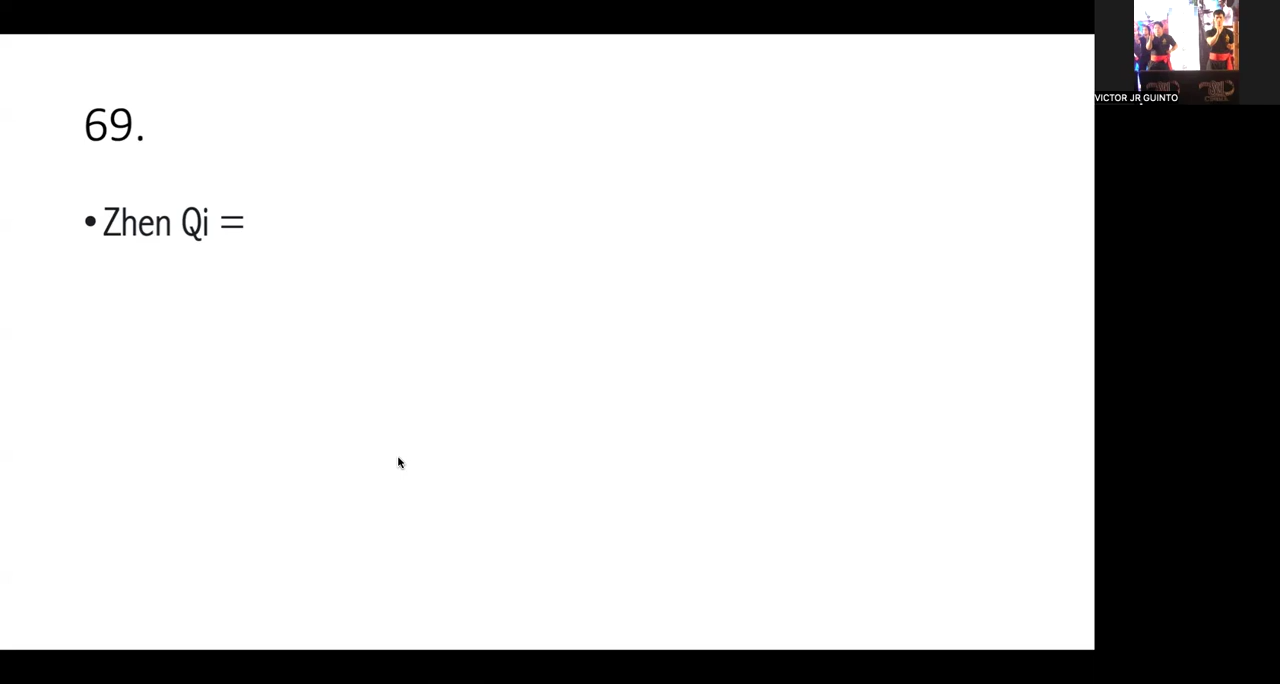 69.
• Zhen Qi =
VICTOR JR GUINTO